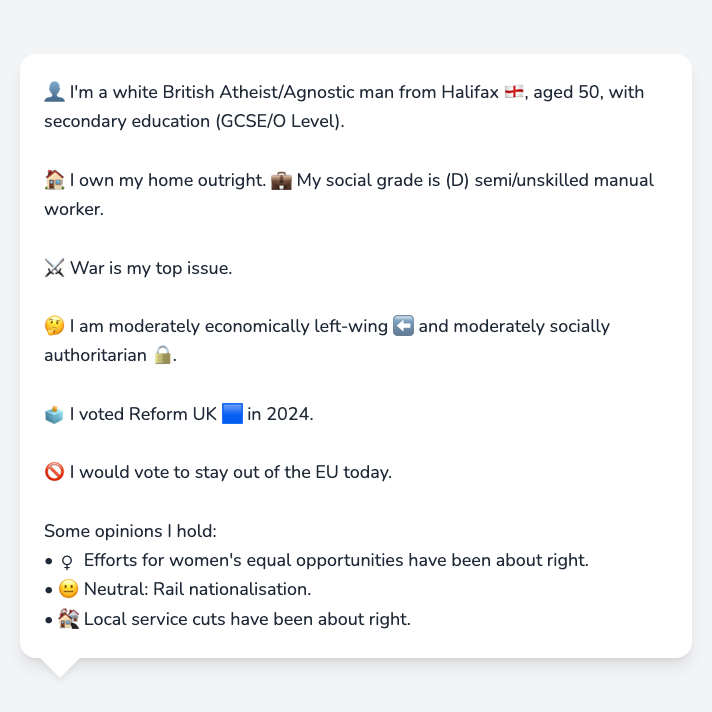 👤 I'm a white British Atheist/Agnostic man from Halifax 🏴󠁧󠁢󠁥󠁮󠁧󠁿, aged 50, with
secondary education (GCSE/O Level).
🏠 I own my home outright. 💼 My social grade is (D) semi/unskilled manual
worker.
⚔️ War is my top issue.
🤔 I am moderately economically left-wing ⬅️ and moderately socially
authoritarian 🔒.
🗳️ I voted Reform UK 🟦 in 2024.
🚫 I would vote to stay out of the EU today.
Some opinions I hold:
• ♀ Efforts for women's equal opportunities have been about right.
• 😐 Neutral: Rail nationalisation.
• 🏘️ Local service cuts have been about right.